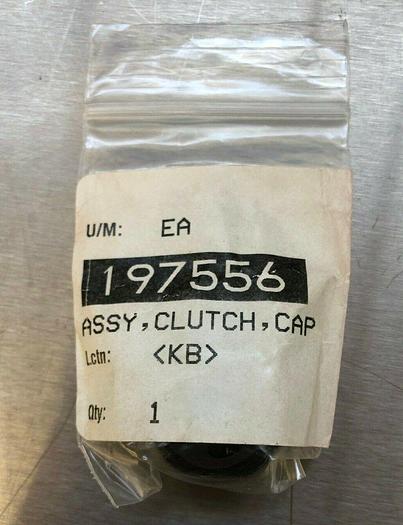 U/M: EA
197556
ASSY,CLUTCH,CAP
Lctn: <KB>
Qty: 1